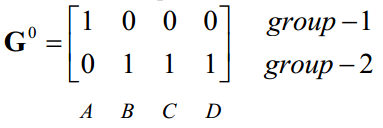 G⁰ = [1 0 0 0 group – 1
0 1 1 1] group – 2
A B C D